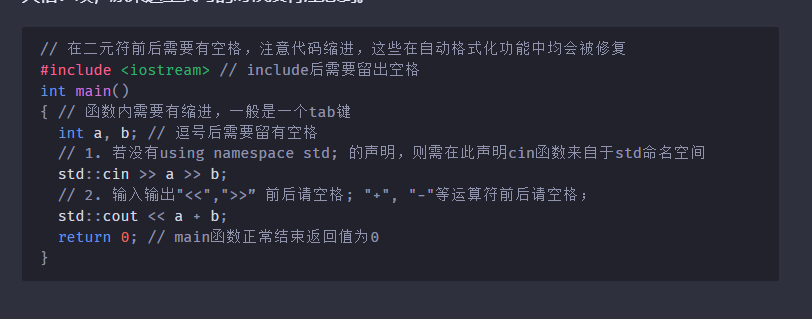 // 在二元符前后需要有空格，注意代码缩进，这些在自动格式化功能中均会被修复
#include <iostream> // include后需要留出空格
int main()
{ // 函数内需要有缩进，一般是一个tab键
  int a, b; // 逗号后需要留有空格
  // 1. 若没有using namespace std; 的声明，则需在此声明cin函数来自于std命名空间
  std::cin >> a >> b;
  // 2. 输入输出"<<",">>” 前后请空格; "+", "-"等运算符前后请空格；
  std::cout << a + b;
  return 0; // main函数正常结束返回值为0
}